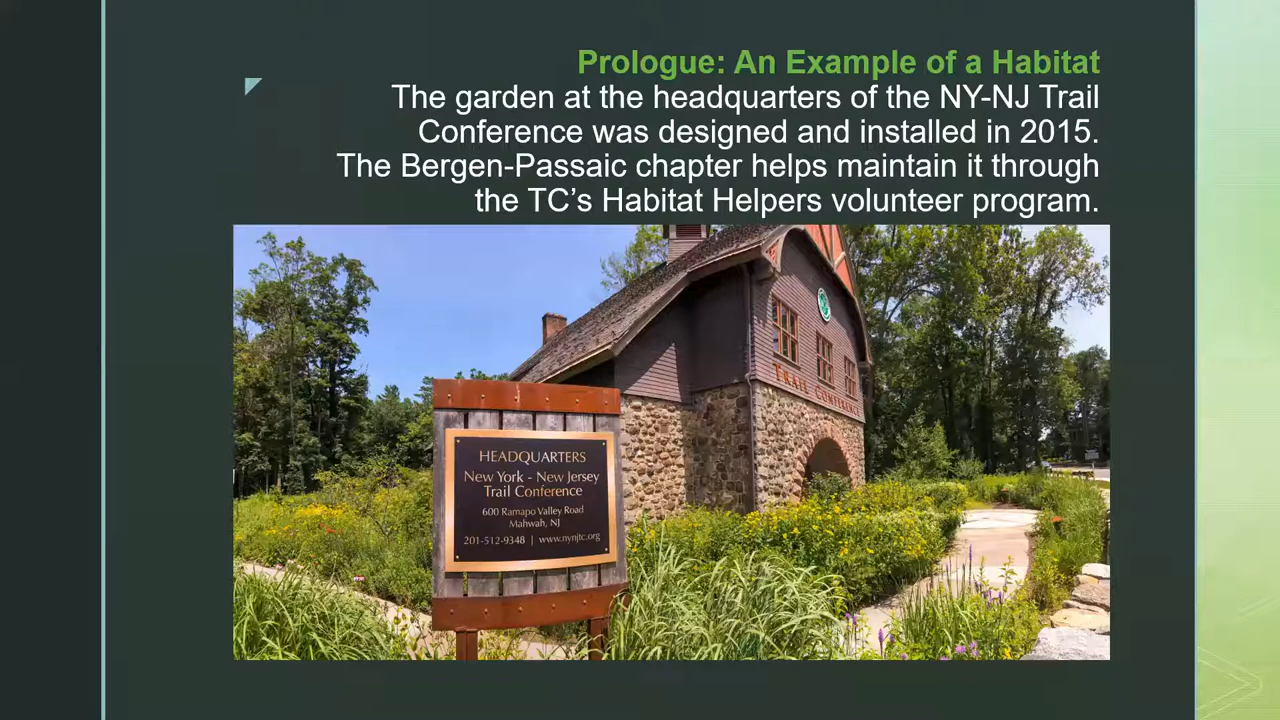 Prologue: An Example of a Habitat
The garden at the headquarters of the NY-NJ Trail
Conference was designed and installed in 2015.
The Bergen-Passaic chapter helps maintain it through
the TC’s Habitat Helpers volunteer program.
TRAIL CONFERENCE
HEADQUARTERS
New York - New Jersey
Trail Conference
600 Ramapo Valley Road
Mahwah, NJ
201-512-9348 | www.nynjtc.org